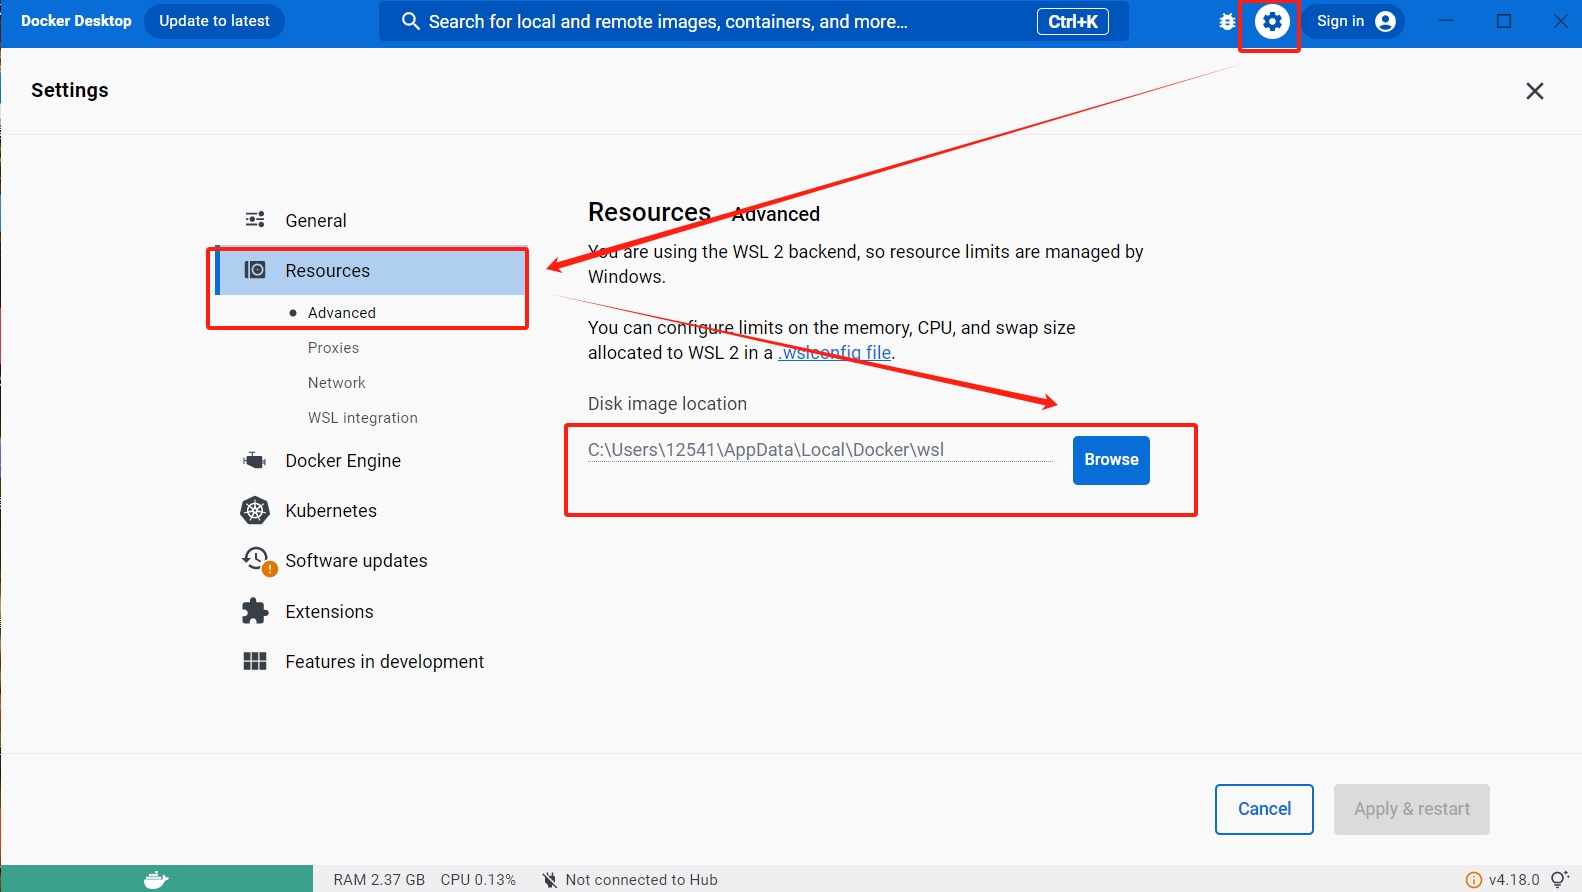 Docker Desktop
Update to latest
Search for local and remote images, containers, and more...
Ctrl+K
Sign in
Settings
General
Resources
Advanced
Proxies
Network
WSL integration
Docker Engine
Kubernetes
Software updates
Extensions
Features in development
Resources Advanced
You are using the WSL 2 backend, so resource limits are managed by
Windows.
You can configure limits on the memory, CPU, and swap size
allocated to WSL 2 in a .wslconfig file.
Disk image location
C:\Users\12541\AppData\Local\Docker\wsl
Browse
Cancel
Apply & restart
RAM 2.37 GB CPU 0.13% Not connected to Hub
v4.18.0